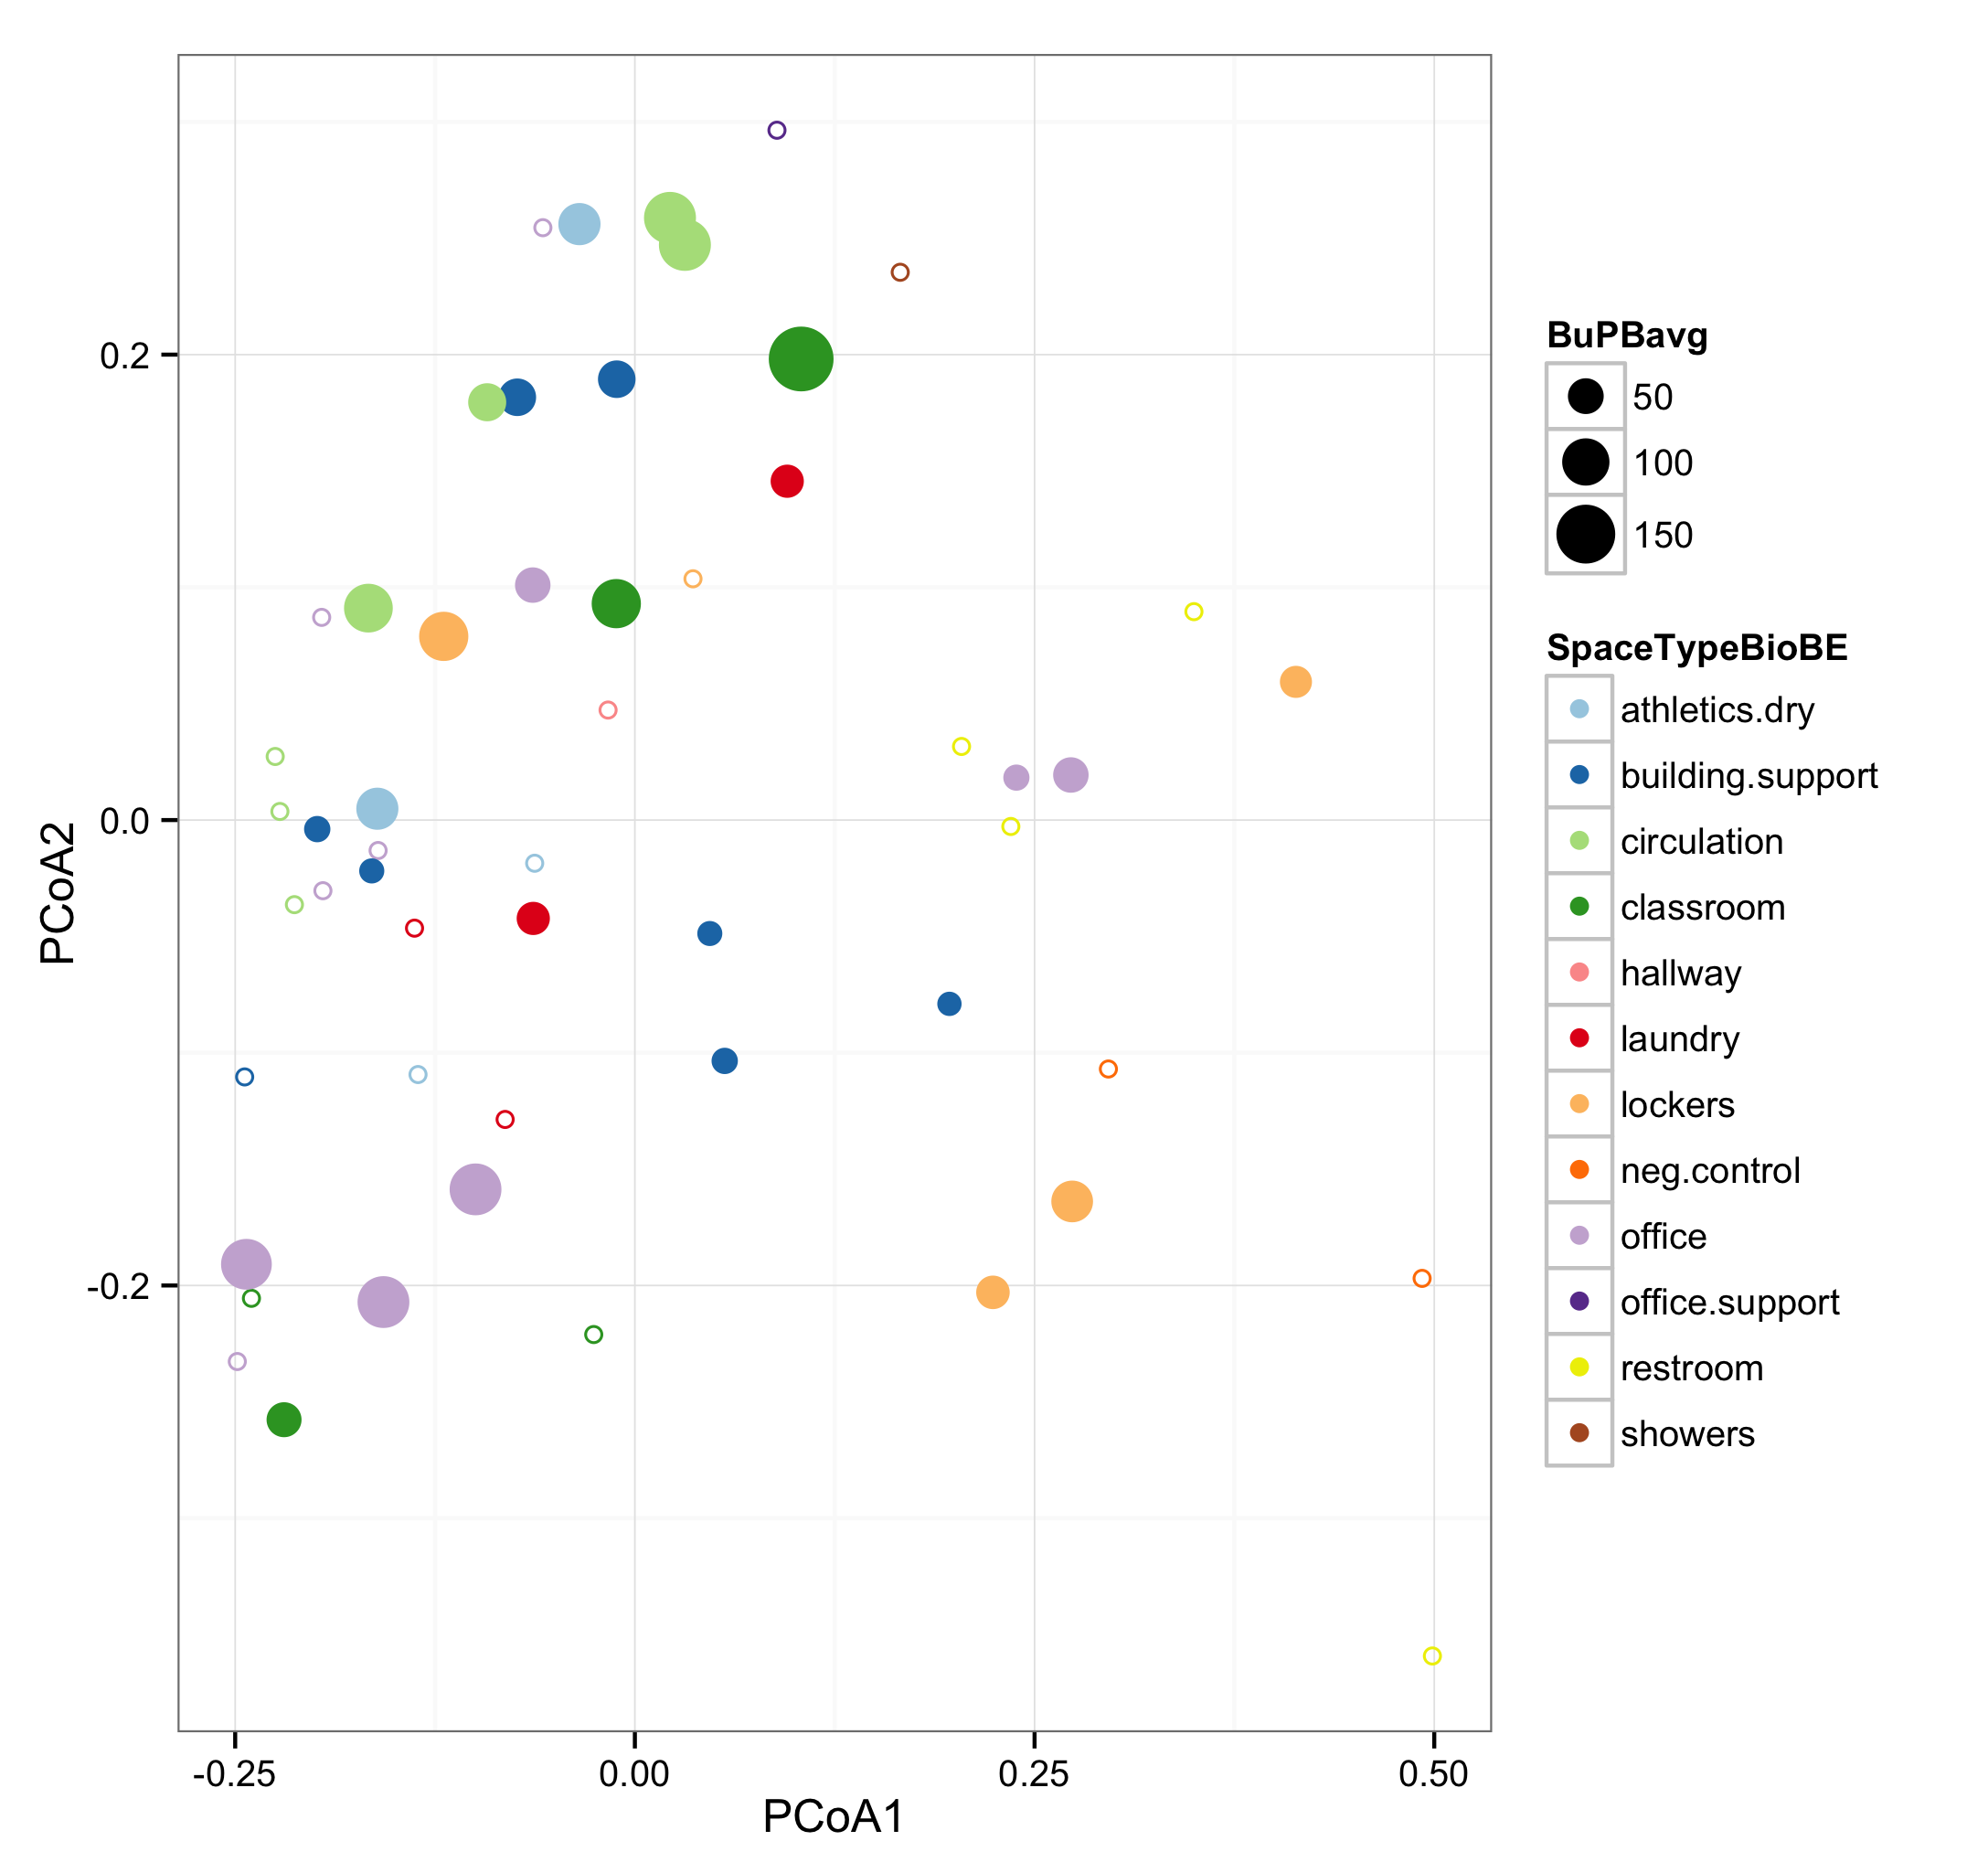 BuPBavg
50
100
150
SpaceTypeBioBE
athletics.dry
building.support
circulation
classroom
hallway
laundry
lockers
neg.control
office
office.support
restroom
showers
0.2
0.0
-0.2
PCoA2
-0.25 0.00 0.25 0.50
PCoA1